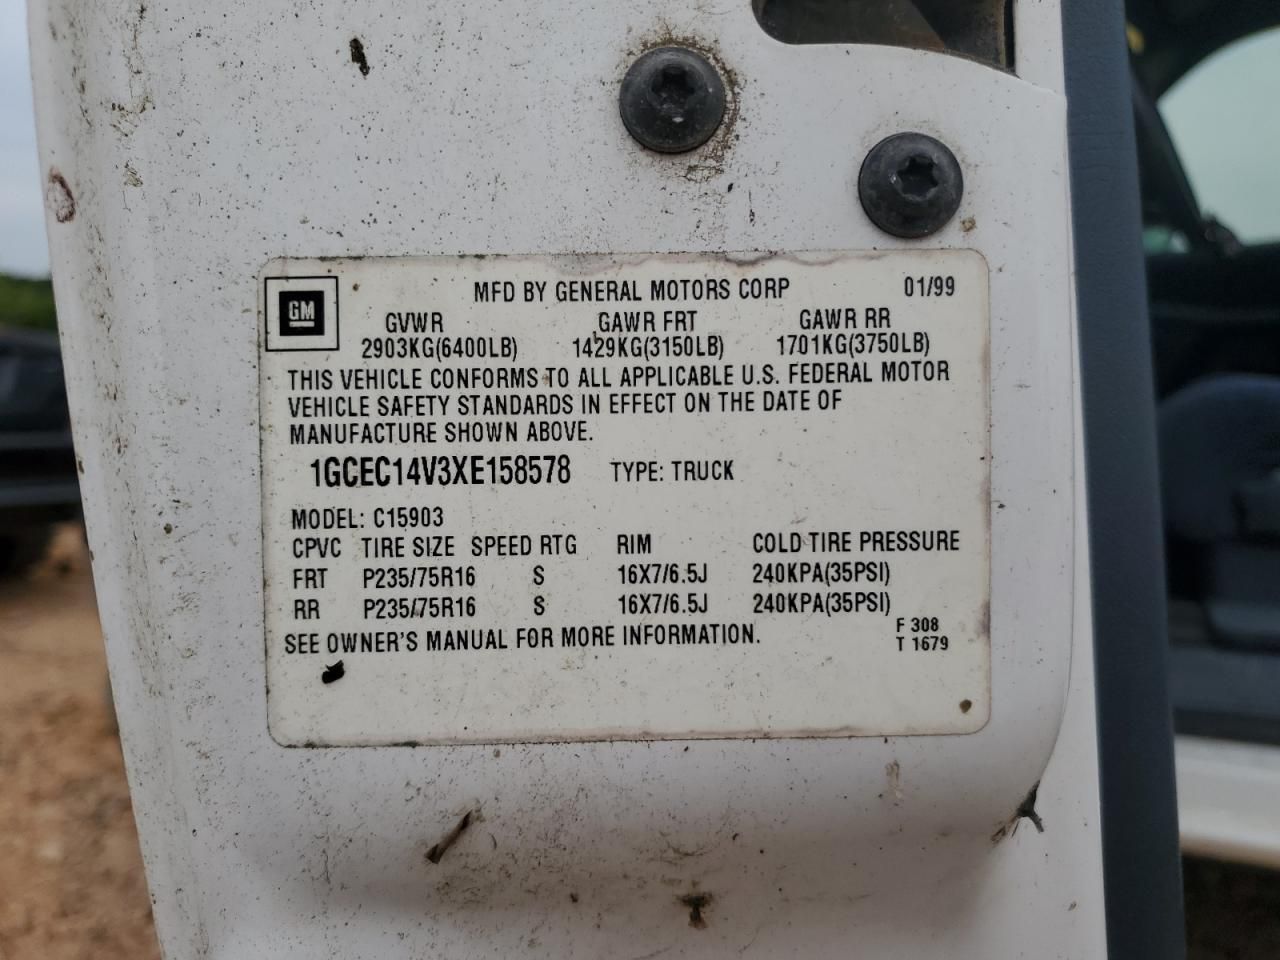 MFD BY GENERAL MOTORS CORP 01/99
GM
GVWR GAWR FRT GAWR RR
2903KG(6400LB) 1429KG(3150LB) 1701KG(3750LB)
THIS VEHICLE CONFORMS TO ALL APPLICABLE U.S. FEDERAL MOTOR
VEHICLE SAFETY STANDARDS IN EFFECT ON THE DATE OF
MANUFACTURE SHOWN ABOVE.
1GCEC14V3XE158578 TYPE: TRUCK
MODEL: C15903
CPVC TIRE SIZE SPEED RTG RIM COLD TIRE PRESSURE
FRT P235/75R16 S 16X7/6.5J 240KPA(35PSI)
RR P235/75R16 S 16X7/6.5J 240KPA(35PSI)
SEE OWNER'S MANUAL FOR MORE INFORMATION.
F 308
T 1679